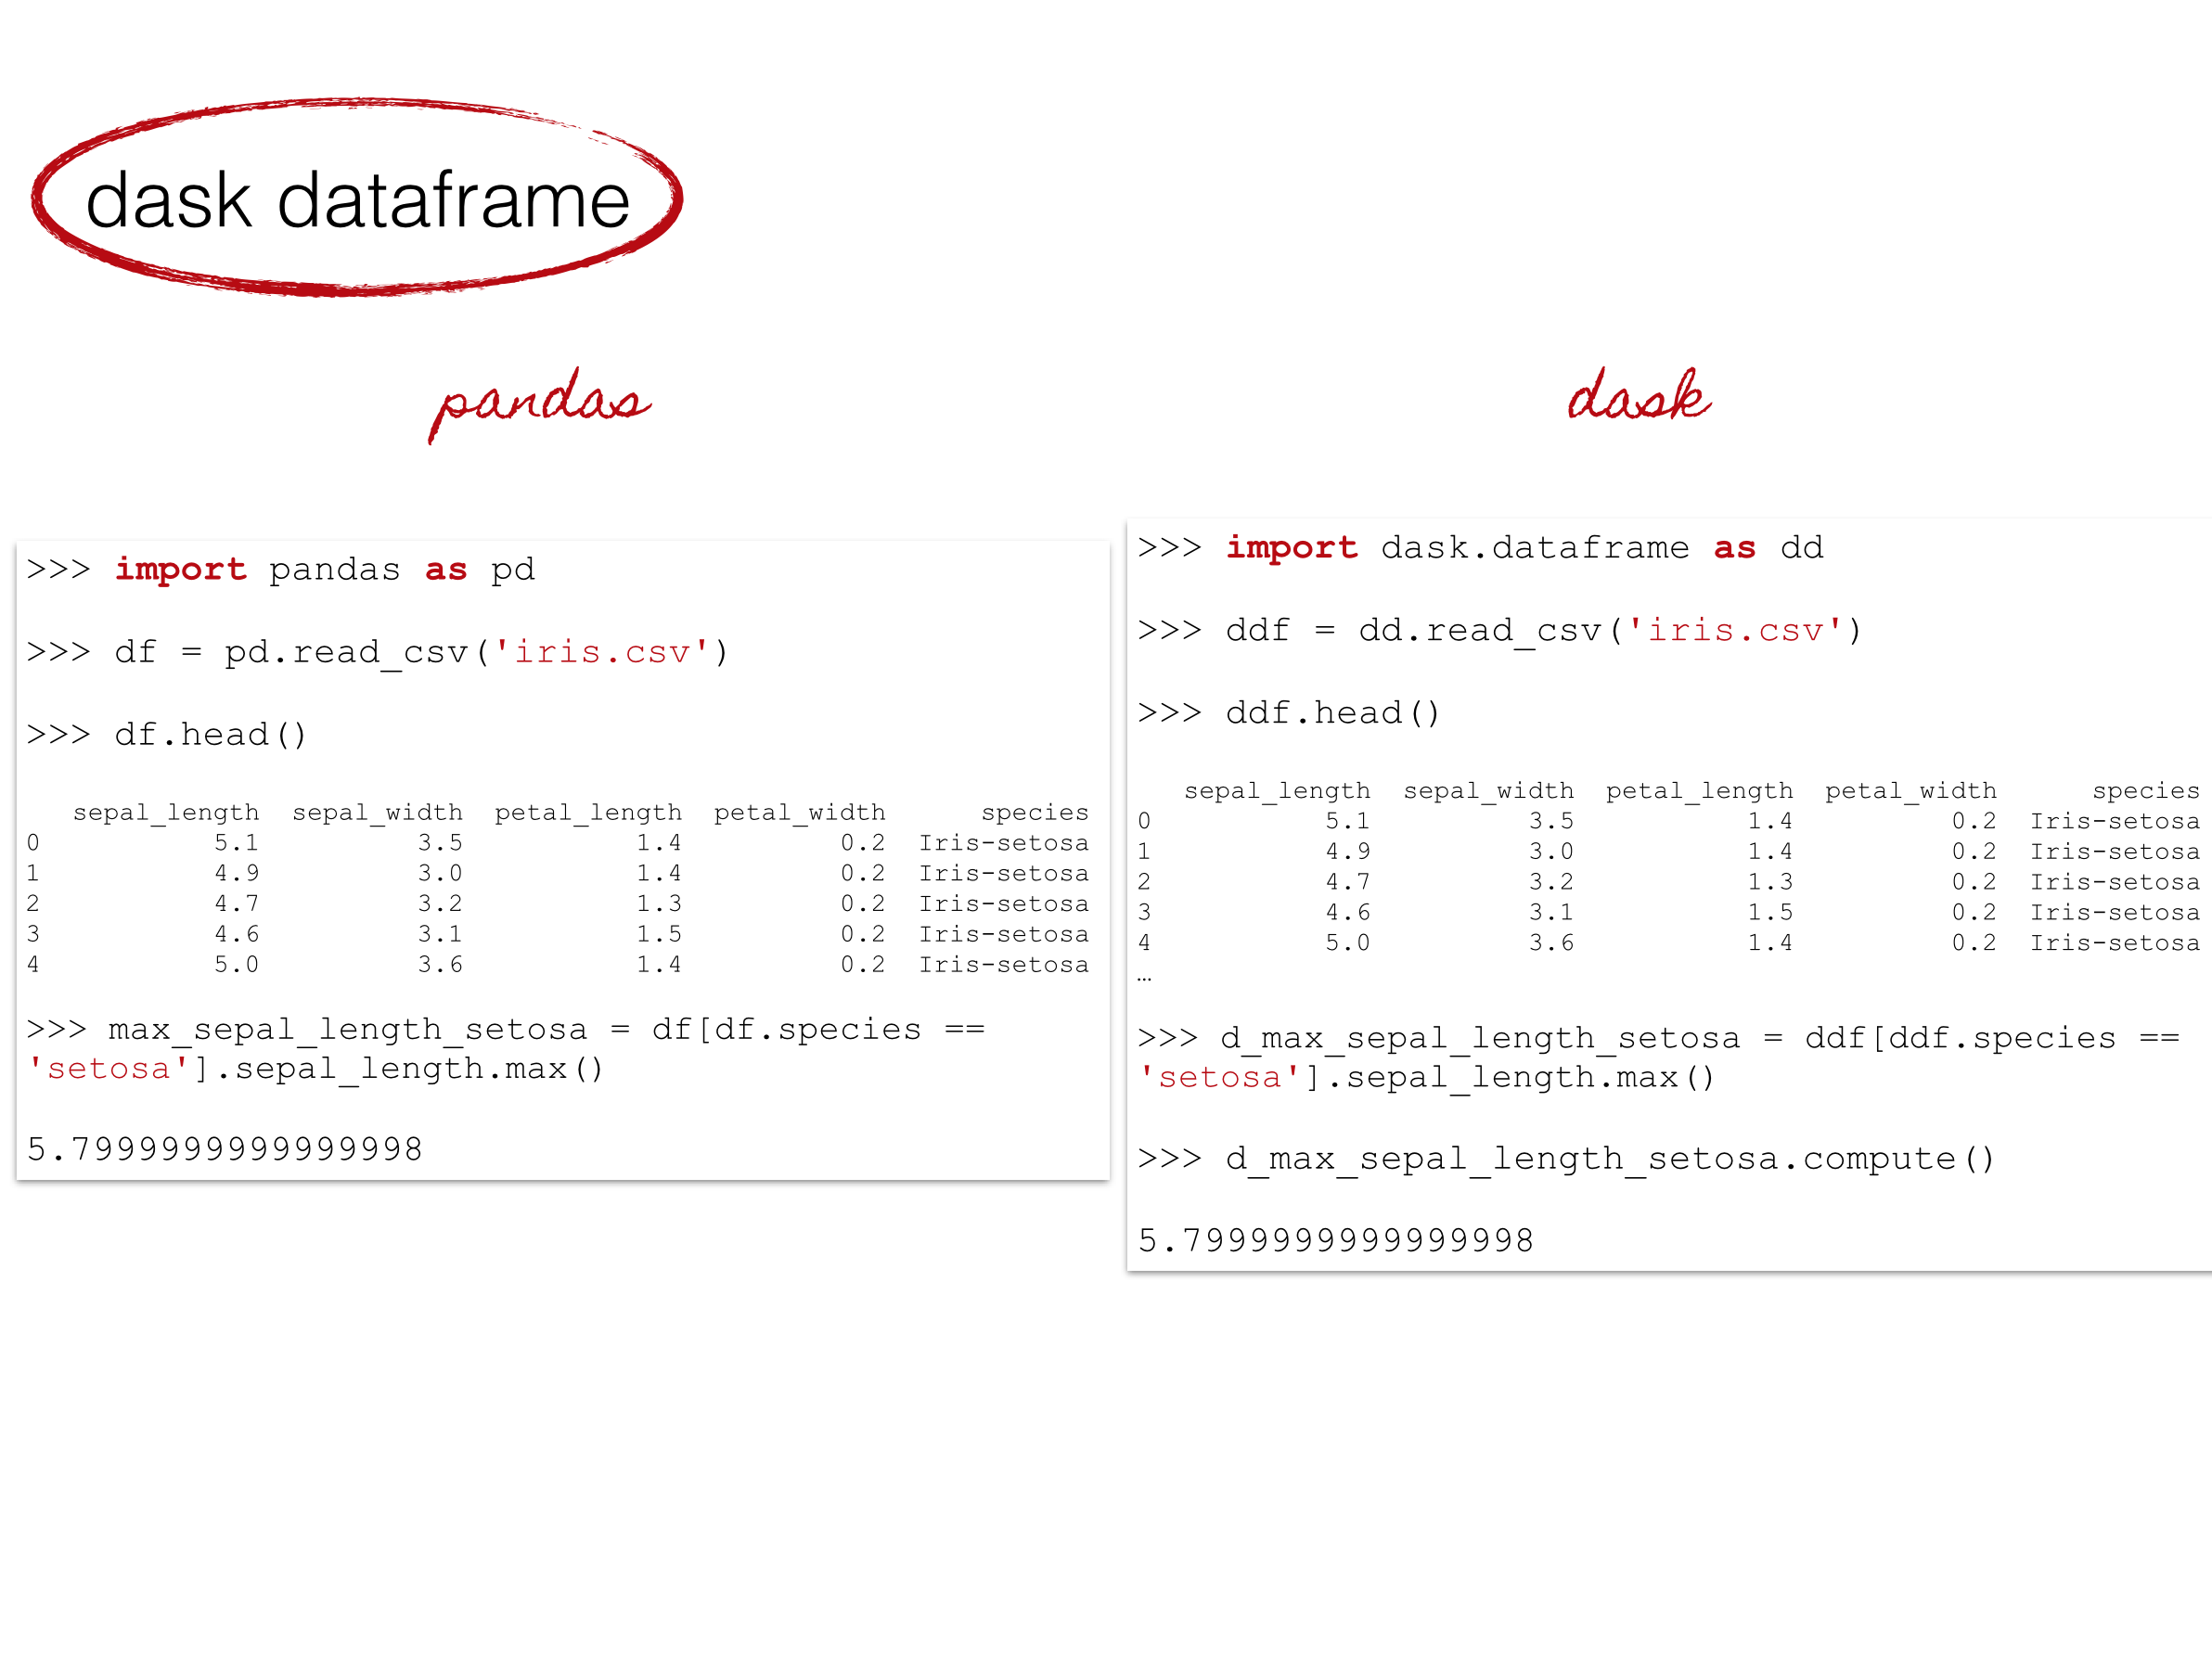 dask dataframe
pandas
>>> import pandas as pd
>>> df = pd.read_csv('iris.csv')
>>> df.head()
sepal_length sepal_width petal_length petal_width species
0 5.1 3.5 1.4 0.2 Iris-setosa
1 4.9 3.0 1.4 0.2 Iris-setosa
2 4.7 3.2 1.3 0.2 Iris-setosa
3 4.6 3.1 1.5 0.2 Iris-setosa
4 5.0 3.6 1.4 0.2 Iris-setosa
>>> max_sepal_length_setosa = df[df.species ==
'setosa'].sepal_length.max()
5.7999999999999998
dask
>>> import dask.dataframe as dd
>>> ddf = dd.read_csv('iris.csv')
>>> ddf.head()
sepal_length sepal_width petal_length petal_width species
0 5.1 3.5 1.4 0.2 Iris-setosa
1 4.9 3.0 1.4 0.2 Iris-setosa
2 4.7 3.2 1.3 0.2 Iris-setosa
3 4.6 3.1 1.5 0.2 Iris-setosa
4 5.0 3.6 1.4 0.2 Iris-setosa
…
>>> d_max_sepal_length_setosa = ddf[ddf.species ==
'setosa'].sepal_length.max()
>>> d_max_sepal_length_setosa.compute()
5.7999999999999998